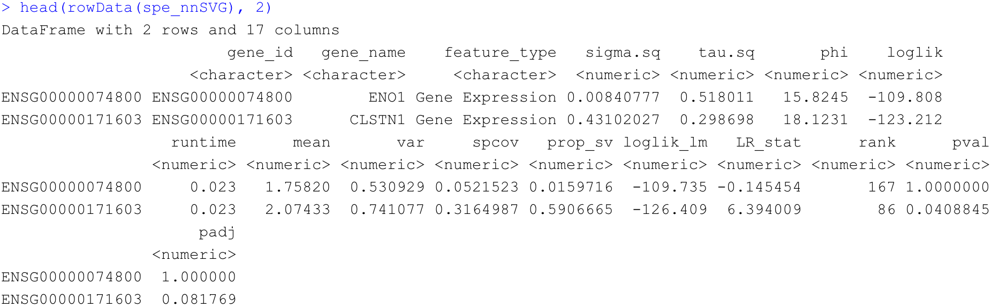 > head(rowData(spe_nnSVG), 2)
DataFrame with 2 rows and 17 columns
                        gene_id   gene_name    feature_type   sigma.sq    tau.sq       phi    loglik
                    <character> <character>     <character>  <numeric> <numeric> <numeric> <numeric>
ENSG00000074800 ENSG00000074800        ENO1 Gene Expression 0.00840777  0.518011   15.8245  -109.808
ENSG00000171603 ENSG00000171603      CLSTN1 Gene Expression 0.43102027  0.298698   18.1231  -123.212
                  runtime      mean       var     spcov   prop_sv loglik_lm   LR_stat      rank      pval
                <numeric> <numeric> <numeric> <numeric> <numeric> <numeric> <numeric> <numeric> <numeric>
ENSG00000074800     0.023   1.75820  0.530929 0.0521523 0.0159716  -109.735 -0.145454       167 1.0000000
ENSG00000171603     0.023   2.07433  0.741077 0.3164987 0.5906665  -126.409  6.394009        86 0.0408845
                     padj
                <numeric>
ENSG00000074800  1.000000
ENSG00000171603  0.081769